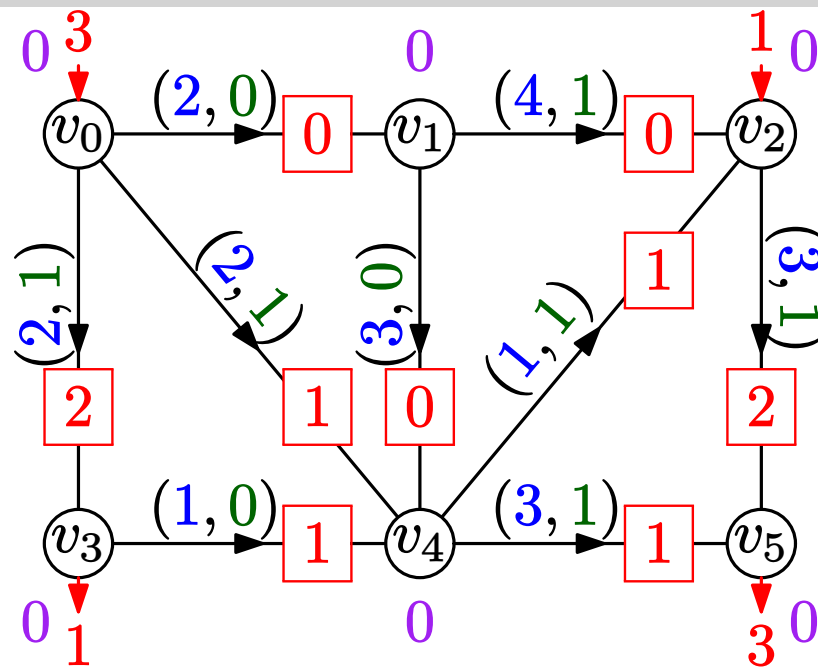 0 3 0 1 0
(2, 0) (4, 1)
v₀ 0 v₁ 0 v₂
(2, 1) (2, 1) (3, 0) (1, 1) 1 (3, 1)
2 1 0 2
(1, 0) (3, 1)
v₃ 1 v₄ 1 v₅
0 1 0 3 0